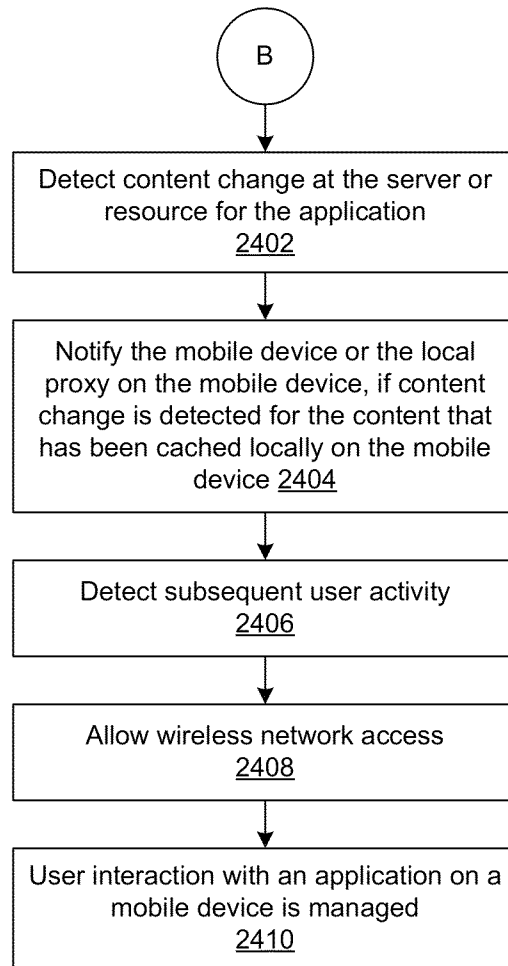 B
Detect content change at the server or
resource for the application
2402
Notify the mobile device or the local
proxy on the mobile device, if content
change is detected for the content that
has been cached locally on the mobile
device 2404
Detect subsequent user activity
2406
Allow wireless network access
2408
User interaction with an application on a
mobile device is managed
2410